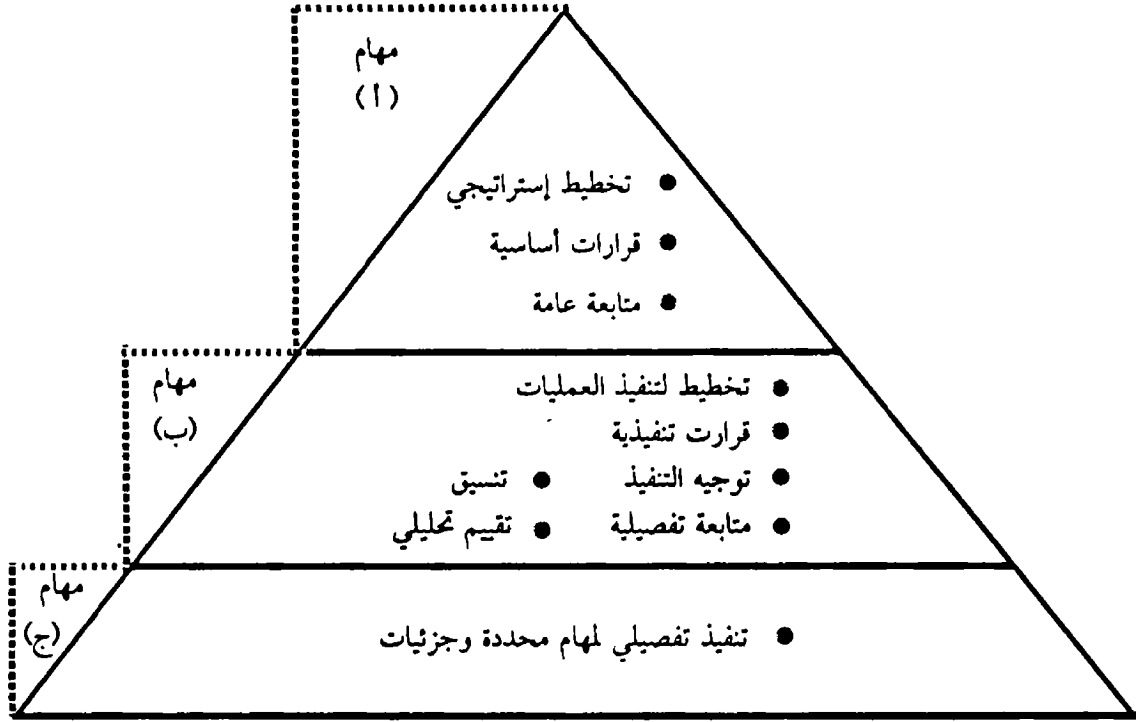 مهام
(أ)
● تخطيط إستراتيجي
● قرارات أساسية
● متابعة عامة
مهام
(ب)
● تخطيط لتنفيذ العمليات
● قرارت تنفيذية
● توجيه التنفيذ ● تنسيق
● متابعة تفصيلية ● تقييم تحليلي
مهام
(ج)
● تنفيذ تفصيلي لمهام محددة وجزئيات